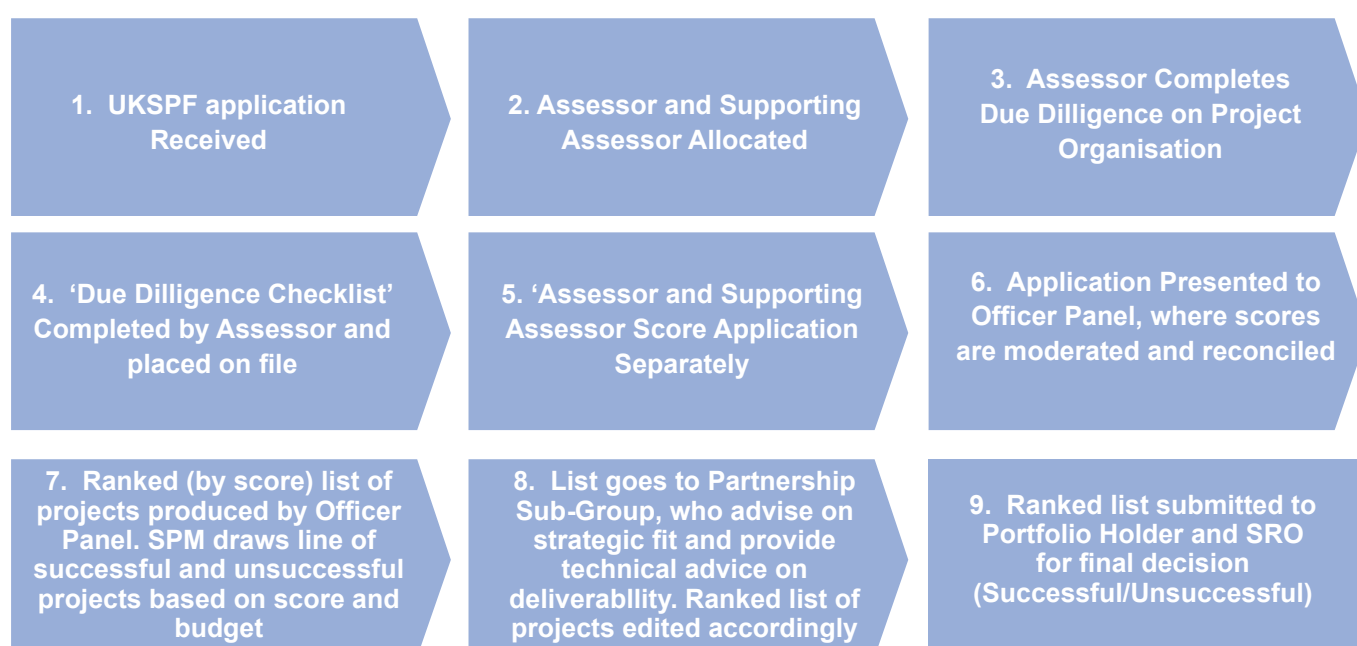 1. UKSPF application
Received
2. Assessor and Supporting
Assessor Allocated
3. Assessor Completes
Due Dilligence on Project
Organisation
4. ‘Due Dilligence Checklist’
Completed by Assessor and
placed on file
5. ‘Assessor and Supporting
Assessor Score Application
Separately
6. Application Presented to
Officer Panel, where scores
are moderated and reconciled
7. Ranked (by score) list of
projects produced by Officer
Panel. SPM draws line of
successful and unsuccessful
projects based on score and
budget
8. List goes to Partnership
Sub-Group, who advise on
strategic fit and provide
technical advice on
deliverabllity. Ranked list of
projects edited accordingly
9. Ranked list submitted to
Portfolio Holder and SRO
for final decision
(Successful/Unsuccessful)